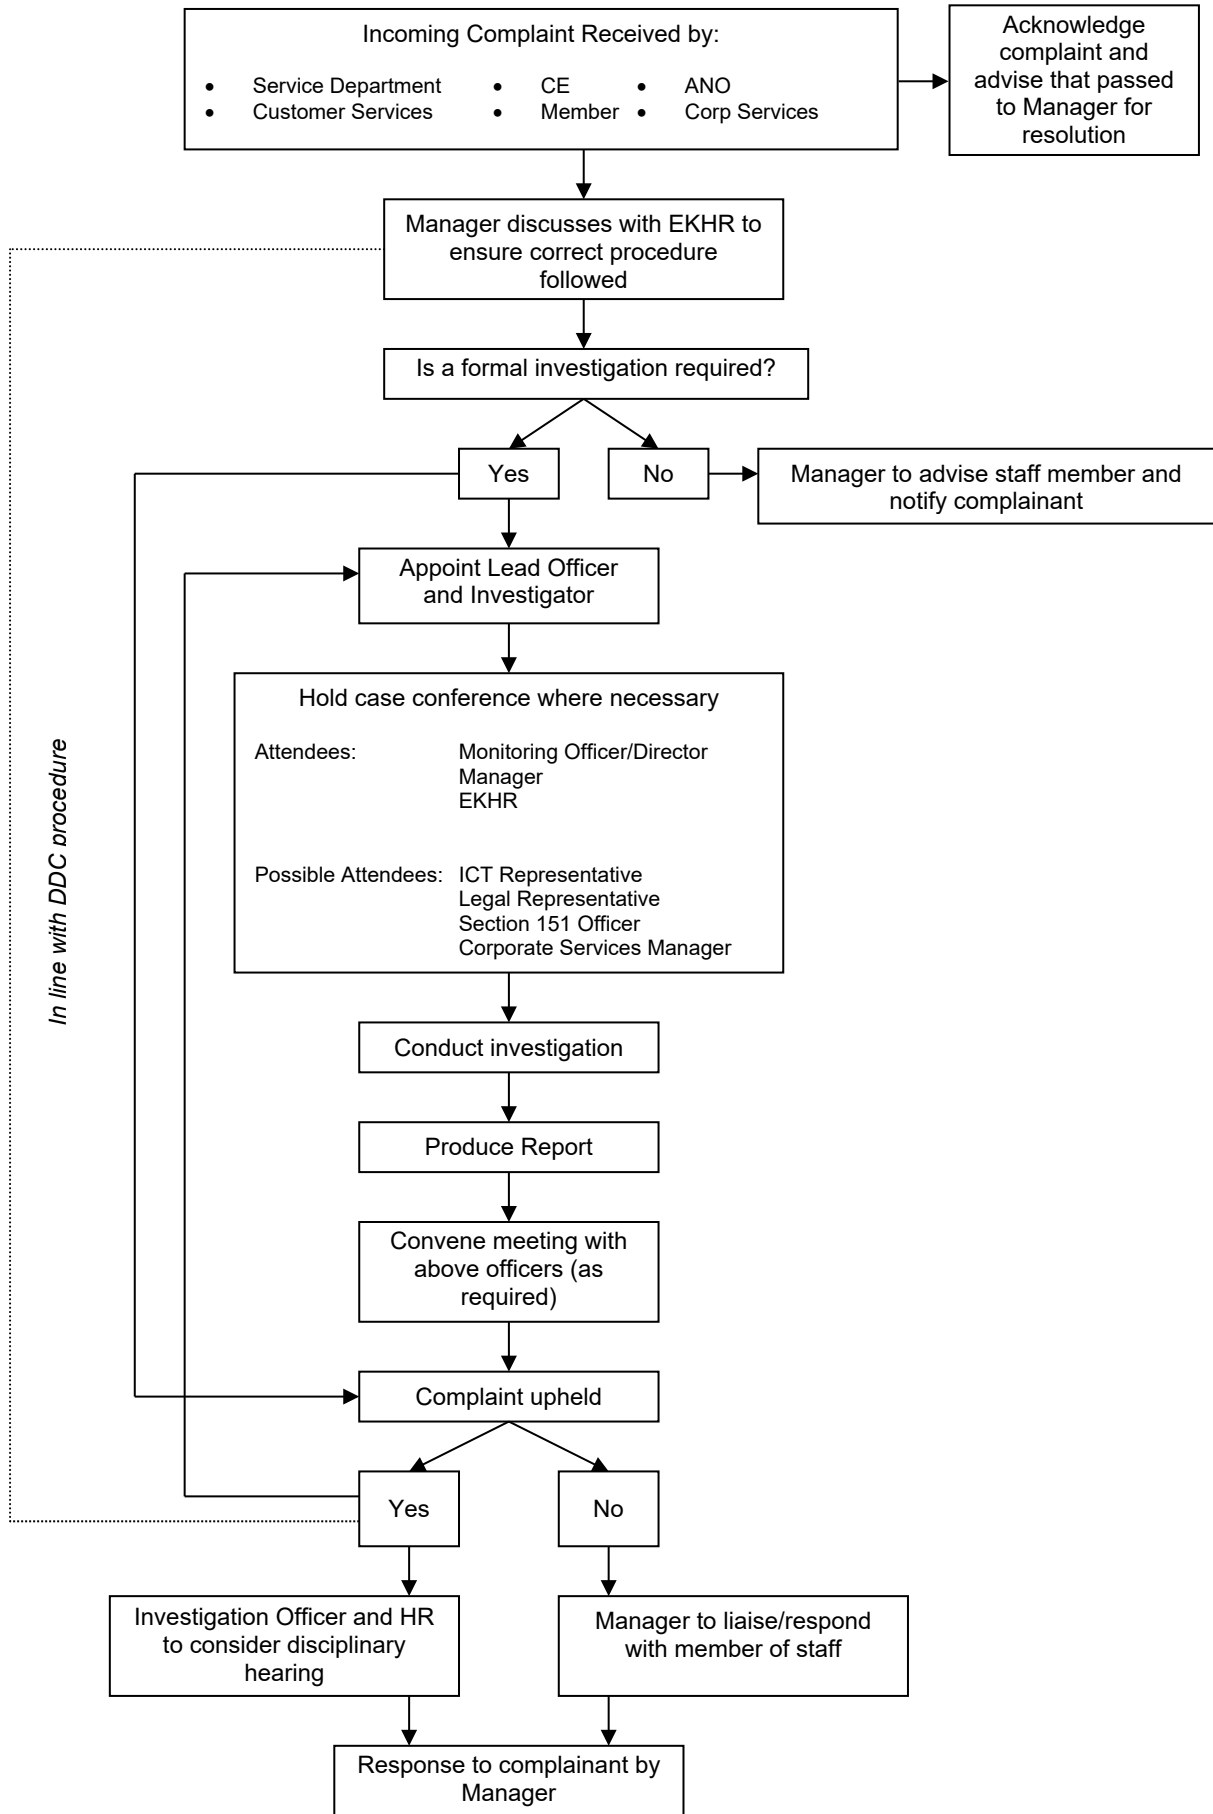 Incoming Complaint Received by:
• Service Department • CE • ANO
• Customer Services • Member • Corp Services
Acknowledge
complaint and
advise that passed
to Manager for
resolution
Manager discusses with EKHR to
ensure correct procedure
followed
Is a formal investigation required?
Yes
No
Manager to advise staff member and
notify complainant
Appoint Lead Officer
and Investigator
Hold case conference where necessary
Attendees: Monitoring Officer/Director
Manager
EKHR
Possible Attendees: ICT Representative
Legal Representative
Section 151 Officer
Corporate Services Manager
In line with DDC procedure
Conduct investigation
Produce Report
Convene meeting with
above officers (as
required)
Complaint upheld
Yes
No
Investigation Officer and HR
to consider disciplinary
hearing
Manager to liaise/respond
with member of staff
Response to complainant by
Manager